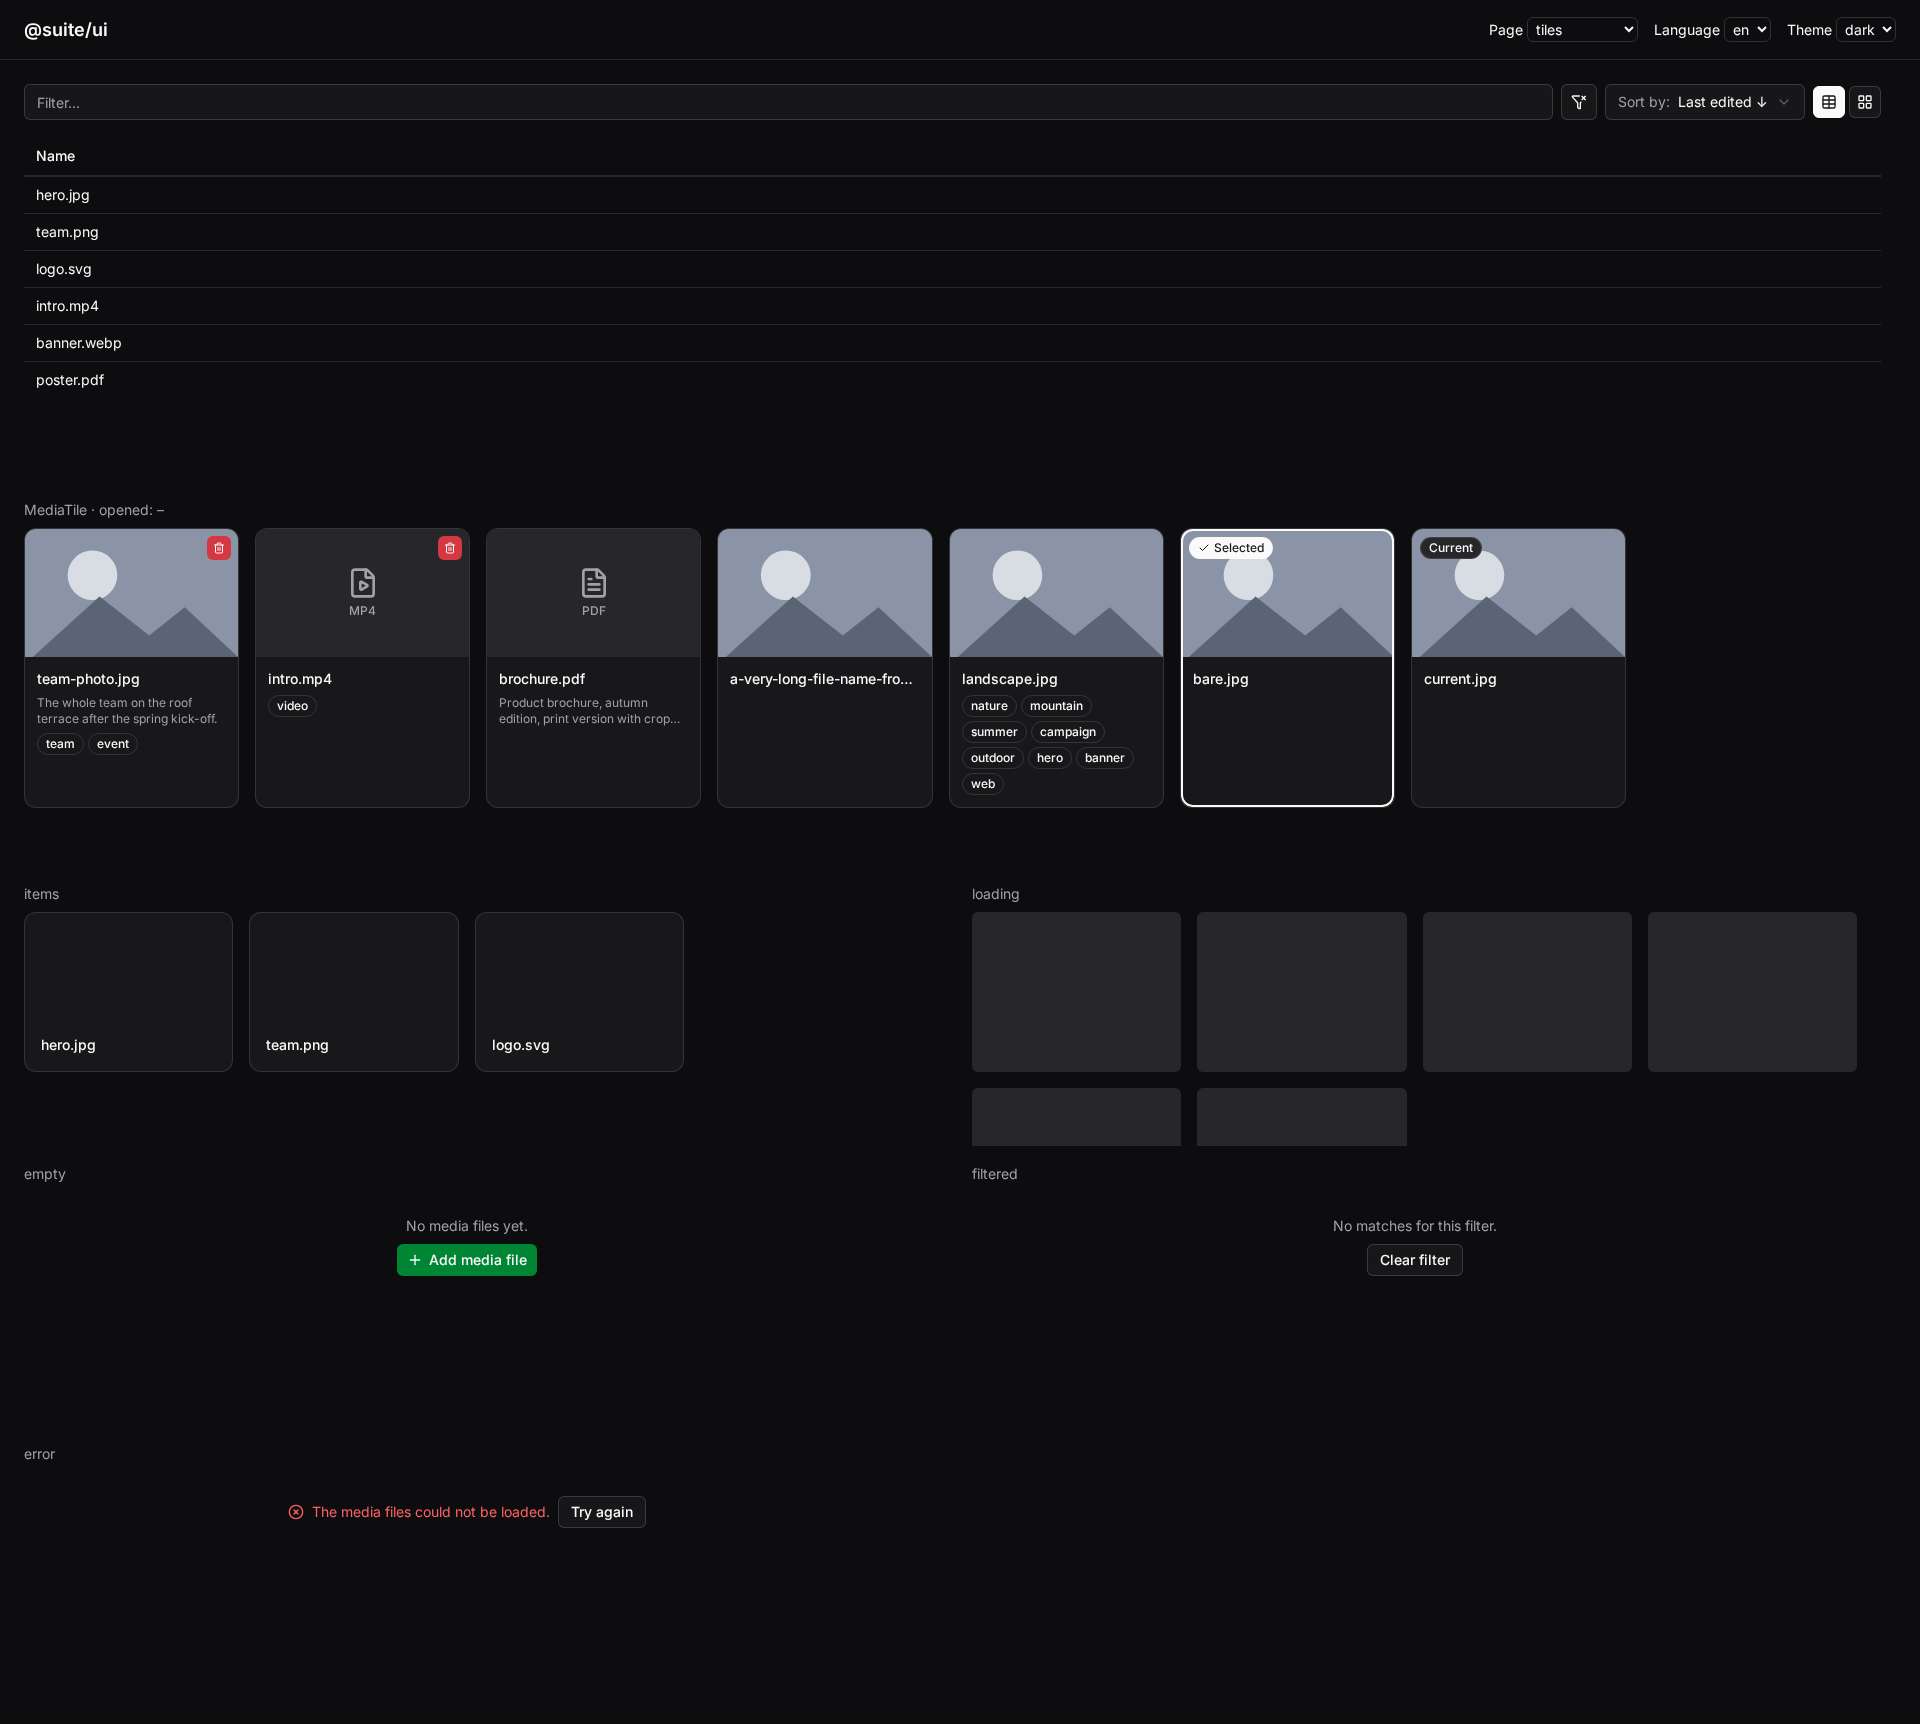 @suite/ui
Page tiles Language en Theme dark
Filter...
Sort by: Last edited ↓
Name
hero.jpg
team.png
logo.svg
intro.mp4
banner.webp
poster.pdf
MediaTile · opened: –
team-photo.jpg
The whole team on the roof
terrace after the spring kick-off.
team event
MP4
intro.mp4
video
PDF
brochure.pdf
Product brochure, autumn
edition, print version with crop…
a-very-long-file-name-fro…
landscape.jpg
nature mountain
summer campaign
outdoor hero banner
web
Selected
bare.jpg
Current
current.jpg
items
hero.jpg
team.png
logo.svg
loading
empty
No media files yet.
Add media file
filtered
No matches for this filter.
Clear filter
error
The media files could not be loaded. Try again